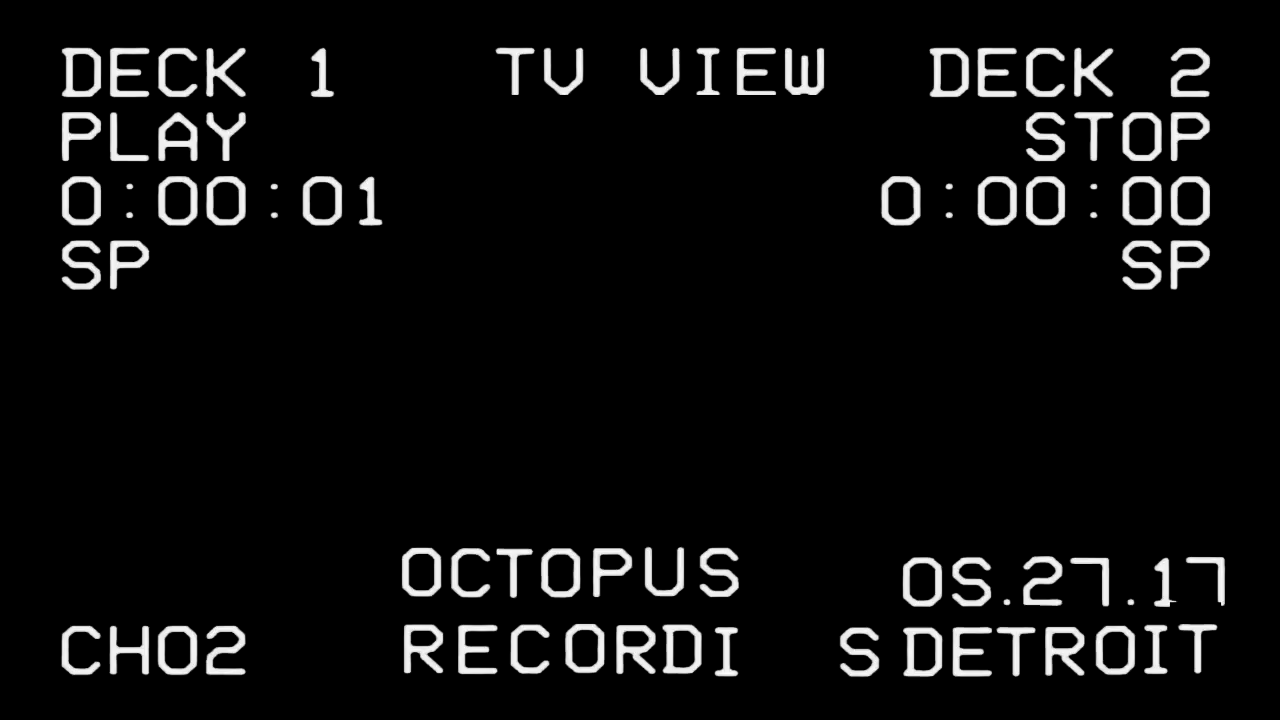 DECK 1 TV VIEW DECK 2
PLAY STOP
0:00:01 0:00:00
SP SP
OCTOPUS OS.27.17
CH02 RECORDI S DETROIT